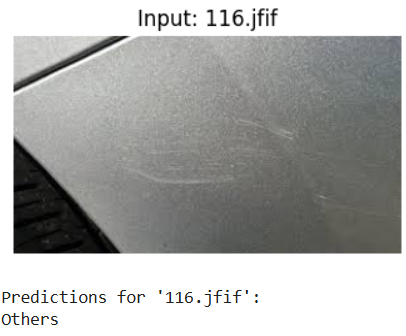 Input: 116.jfif
Predictions for '116.jfif':
Others